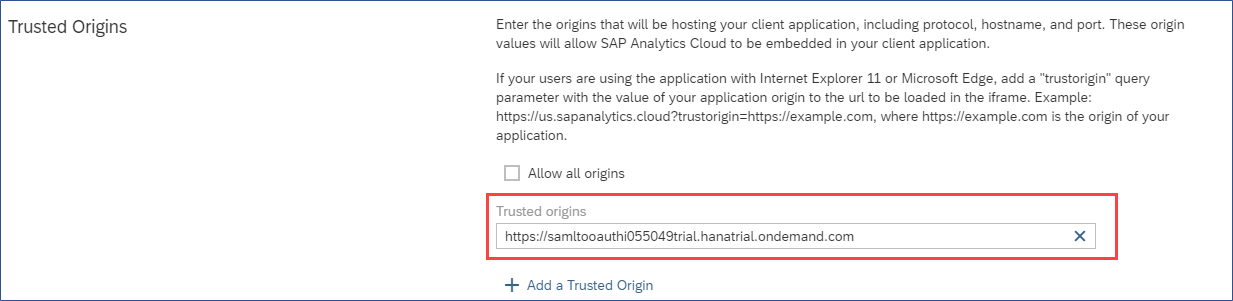 Trusted Origins
Enter the origins that will be hosting your client application, including protocol, hostname, and port. These origin
values will allow SAP Analytics Cloud to be embedded in your client application.
If your users are using the application with Internet Explorer 11 or Microsoft Edge, add a "trustorigin" query
parameter with the value of your application origin to the url to be loaded in the iframe. Example:
https://us.sapanalytics.cloud?trustorigin=https://example.com, where https://example.com is the origin of your
application.
Allow all origins
Trusted origins
https://samltooauthi055049trial.hanatrial.ondemand.com
Add a Trusted Origin